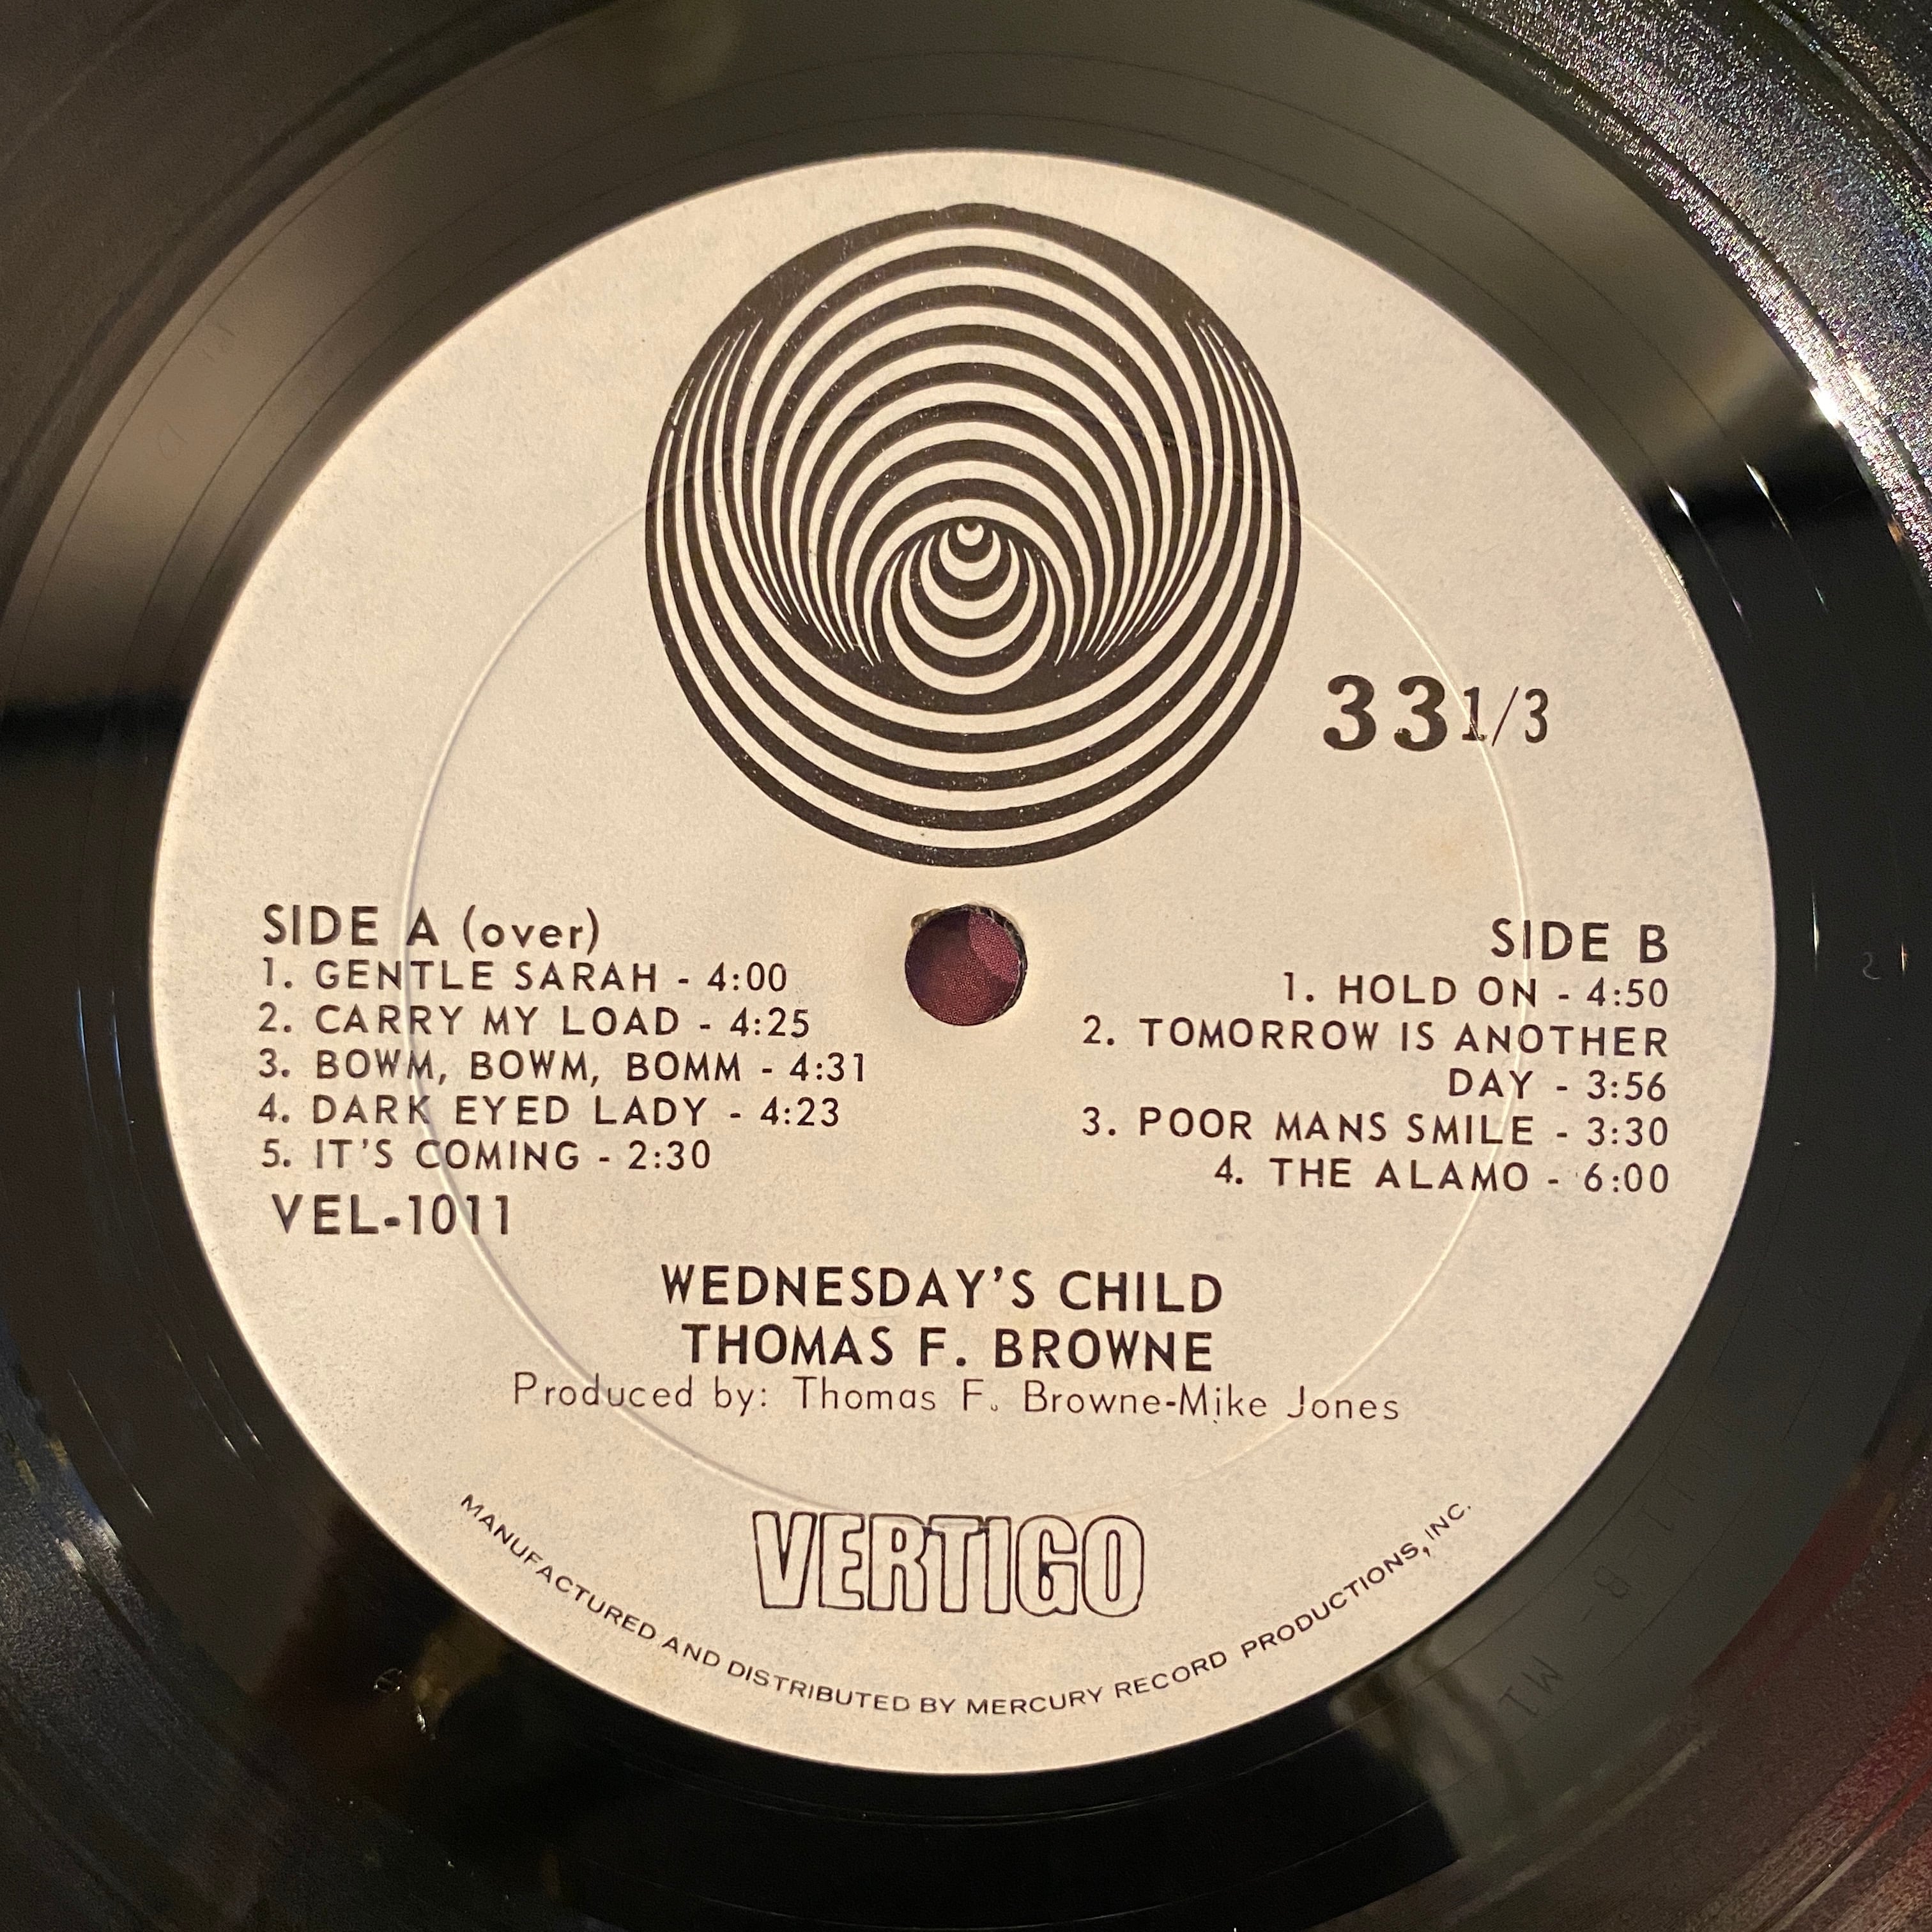 33 1/3
SIDE A (over)
1. GENTLE SARAH - 4:00
2. CARRY MY LOAD - 4:25
3. BOWM, BOWM, BOMM - 4:31
4. DARK EYED LADY - 4:23
5. IT'S COMING - 2:30
VEL-1011
SIDE B
1. HOLD ON - 4:50
2. TOMORROW IS ANOTHER
DAY - 3:56
3. POOR MANS SMILE - 3:30
4. THE ALAMO - 6:00
WEDNESDAY'S CHILD
THOMAS F. BROWNE
Produced by: Thomas F. Browne-Mike Jones
VERTIGO
MANUFACTURED AND DISTRIBUTED BY MERCURY RECORD PRODUCTIONS, INC.